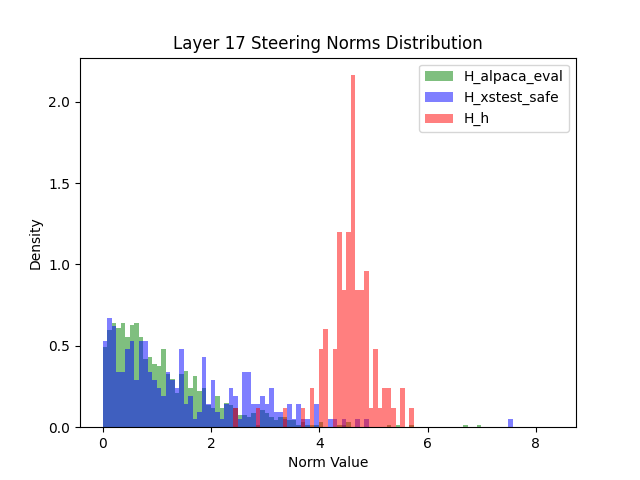 Layer 17 Steering Norms Distribution
H_alpaca_eval
H_xstest_safe
H_h
Density
2.0
1.5
1.0
0.5
0.0
0 2 4 6 8
Norm Value